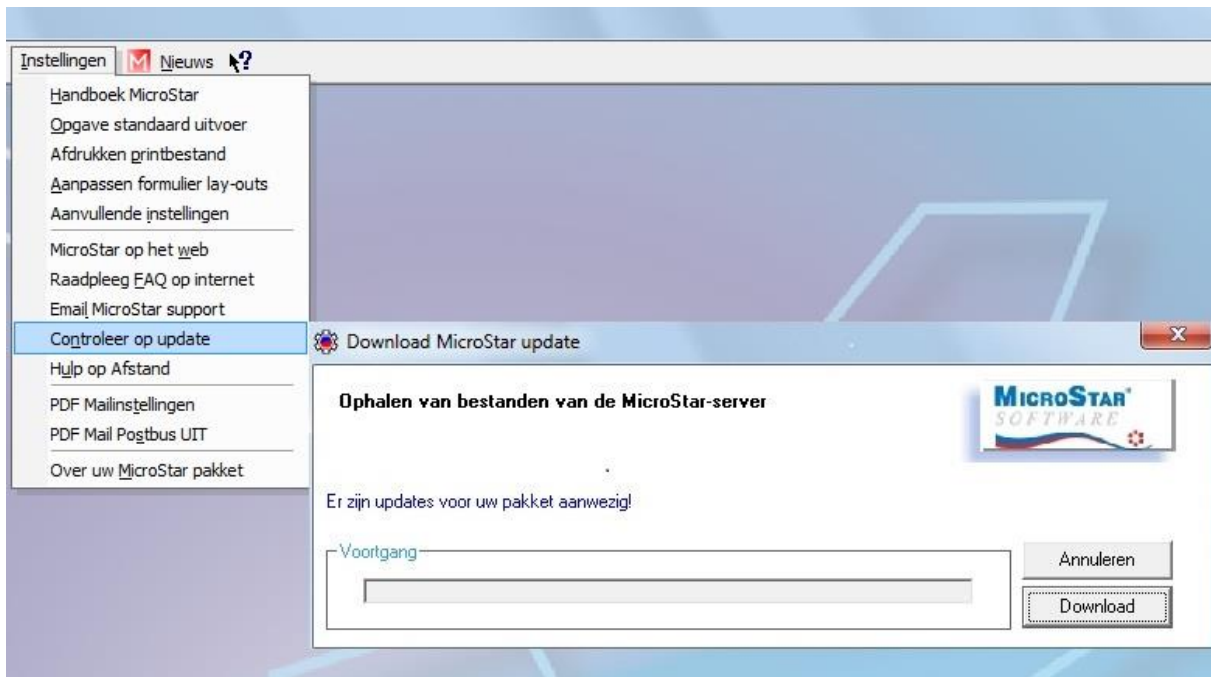 Instellingen M Nieuws ?
Handboek MicroStar
Opgave standaard uitvoer
Afdrukken printbestand
Aanpassen formulier lay-outs
Aanvullende instellingen
MicroStar op het web
Raadpleeg FAQ op internet
Email MicroStar support
Controleer op update
Hulp op Afstand
PDF Mailinstellingen
PDF Mail Postbus UIT
Over uw MicroStar pakket
Download MicroStar update
X
Ophalen van bestanden van de MicroStar-server
MICROSTAR®
SOFTWARE
Er zijn updates voor uw pakket aanwezig!
Voortgang
Annuleren
Download